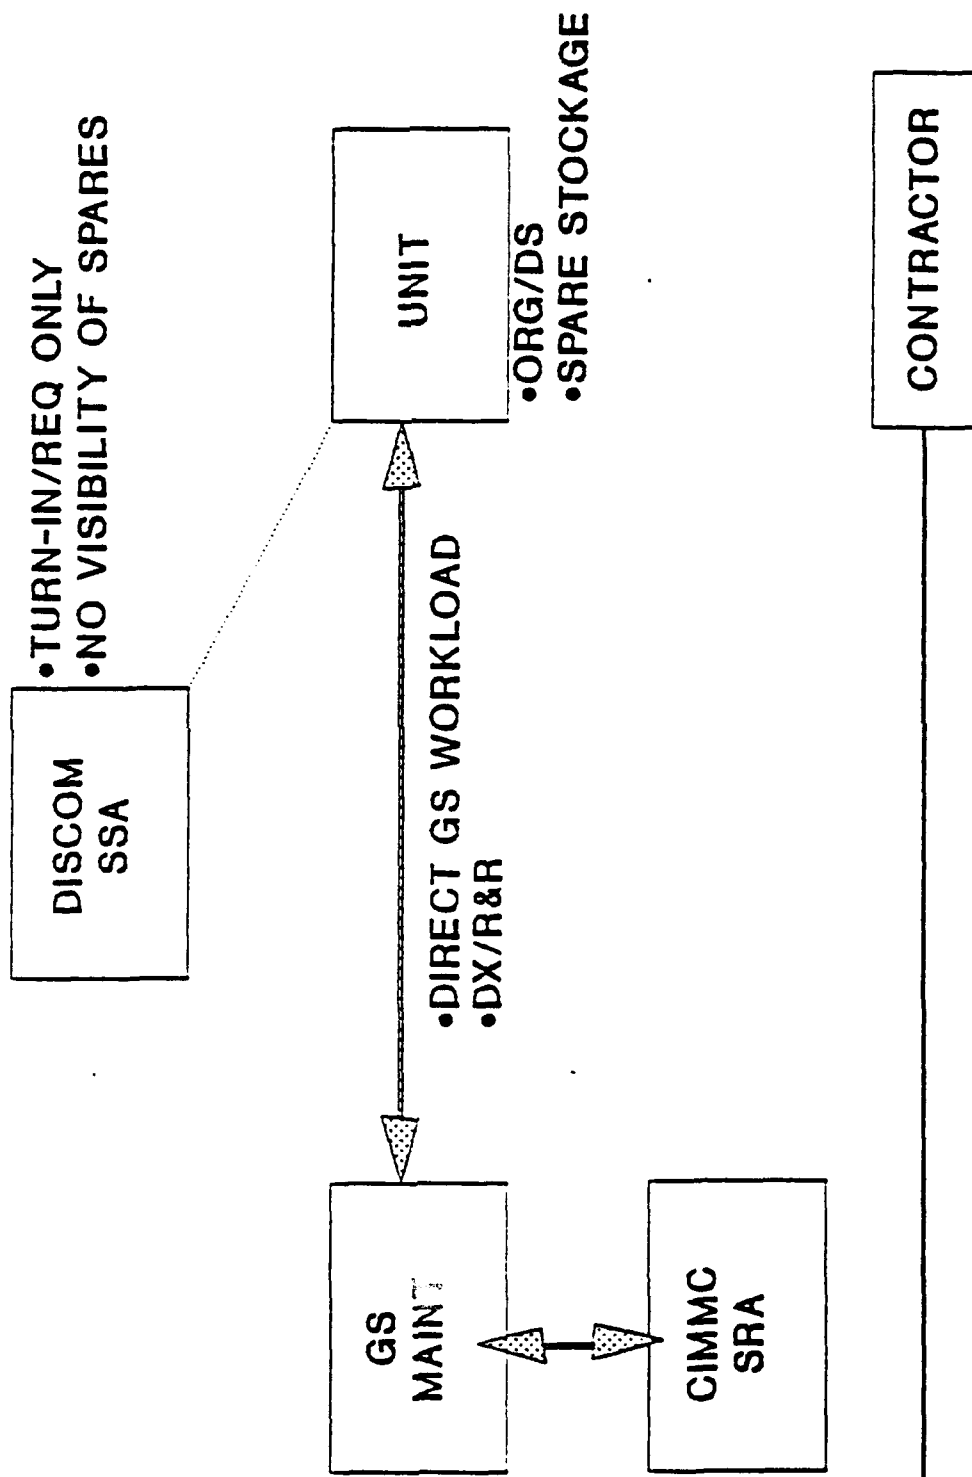 DISCOM
SSA
•TURN-IN/REQ ONLY
•NO VISIBILITY OF SPARES
GS
MAINT
•DIRECT GS WORKLOAD
•DX/R&R
UNIT
•ORG/DS
•SPARE STOCKAGE
CIMMC
SRA
CONTRACTOR